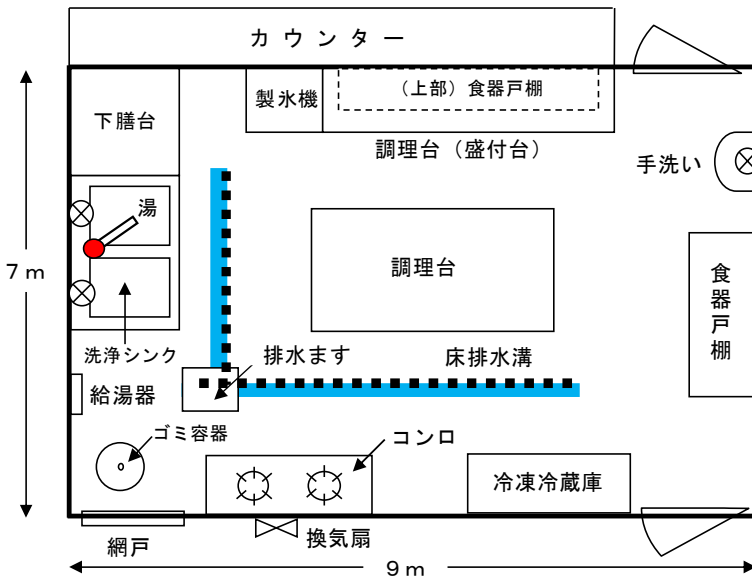 カウンター
製氷機
（上部）食器戸棚
下膳台
調理台（盛付台）
手洗い
湯
調理台
7ｍ
食器戸棚
洗浄シンク
排水ます
床排水溝
給湯器
ゴミ容器
コンロ
冷凍冷蔵庫
網戸
換気扇
9ｍ